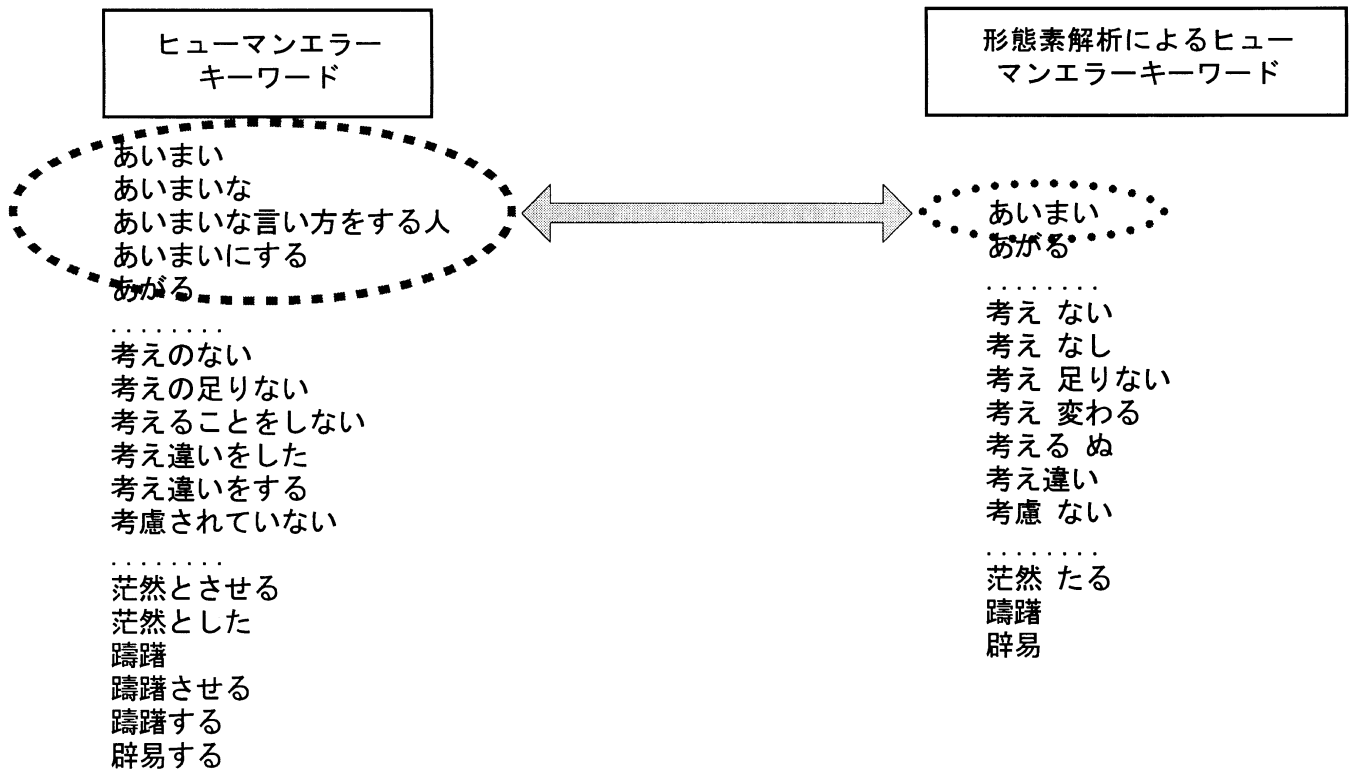 ヒューマンエラー
キーワード
あいまい
あいまいな
あいまいな言い方をする人
あいまいにする
あがる
........
考えのない
考えの足りない
考えることをしない
考え違いをした
考え違いをする
考慮されていない
........
茫然とさせる
茫然とした
躊躇
躊躇させる
躊躇する
辟易する
形態素解析によるヒュー
マンエラーキーワード
あいまい
あがる
........
考え ない
考え なし
考え 足りない
考え 変わる
考える ぬ
考え違い
考慮 ない
........
茫然 たる
躊躇
辟易